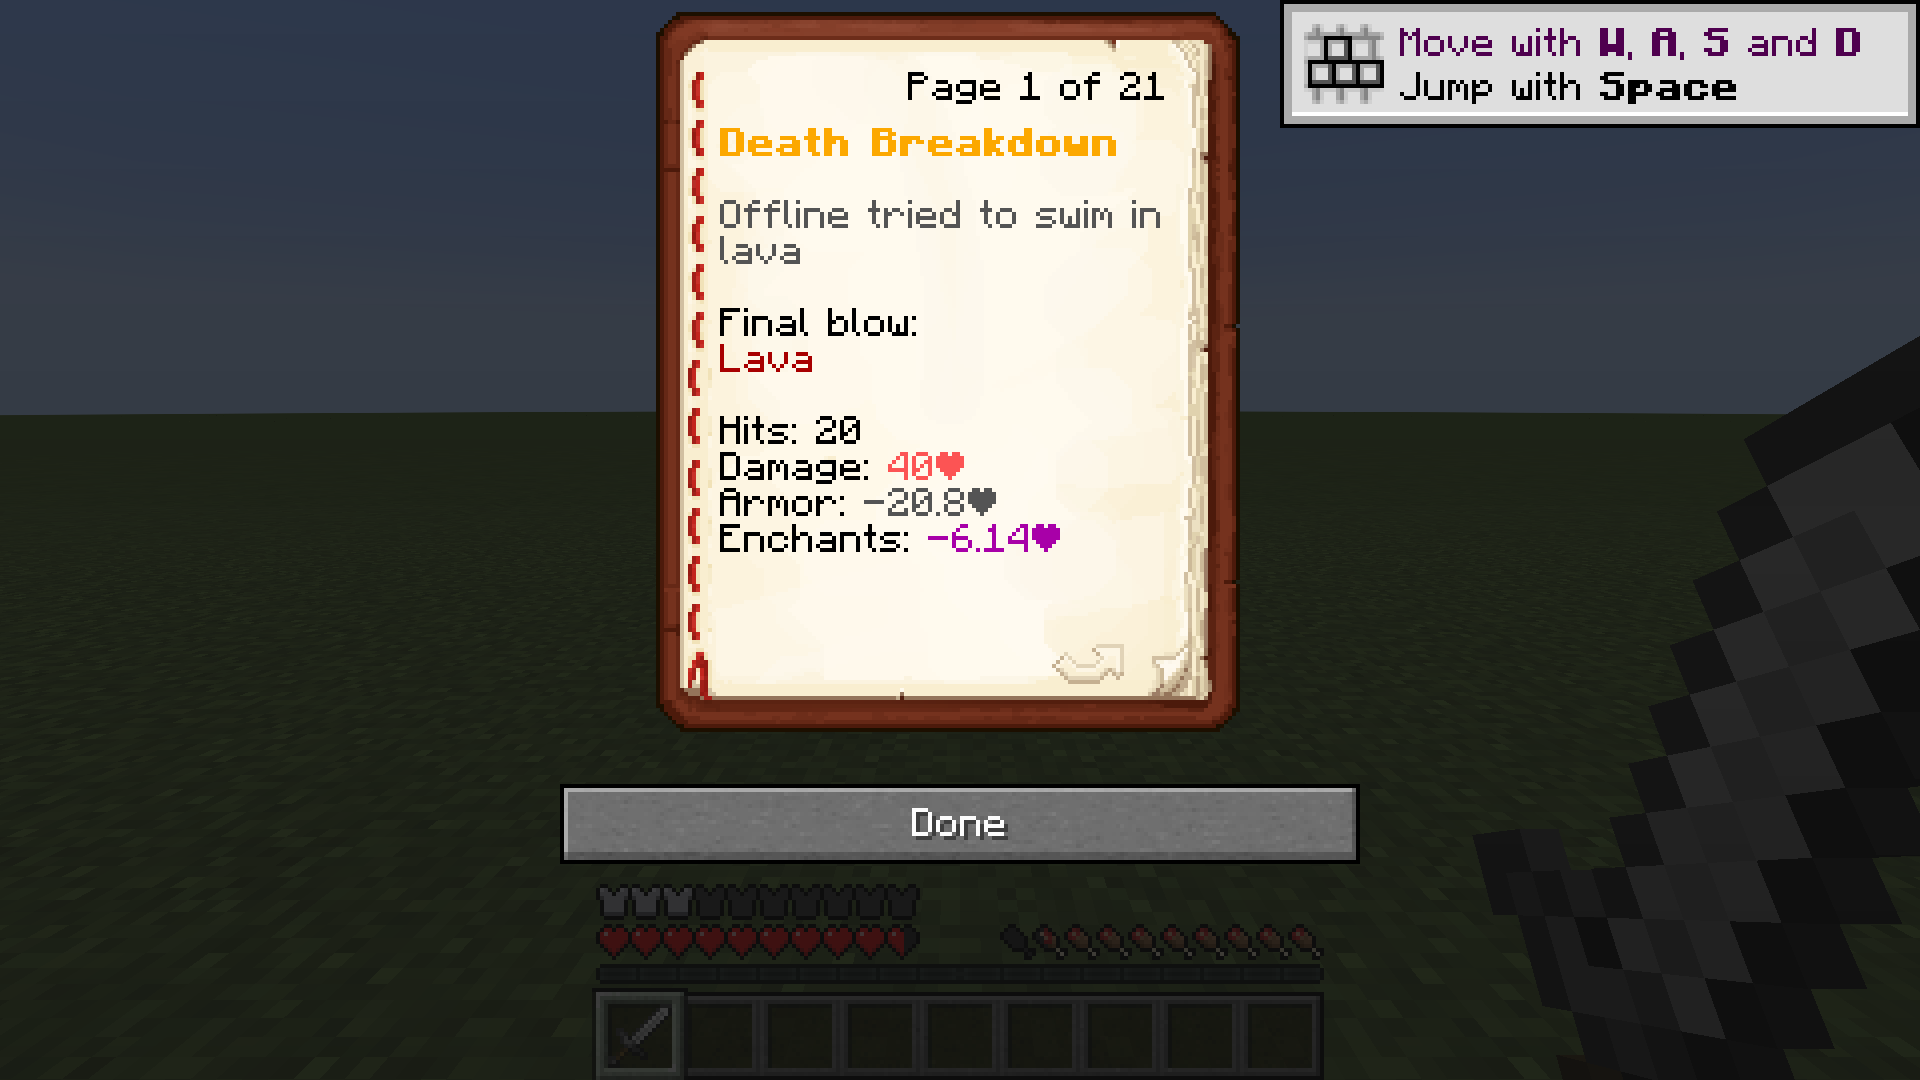 Move with W, A, S and D
Jump with Space
Page 1 of 21
Death Breakdown
Offline tried to swim in
lava
Final blow:
Lava
Hits: 20
Damage: 40♥
Armor: -20.8♥
Enchants: -6.14♥
Done